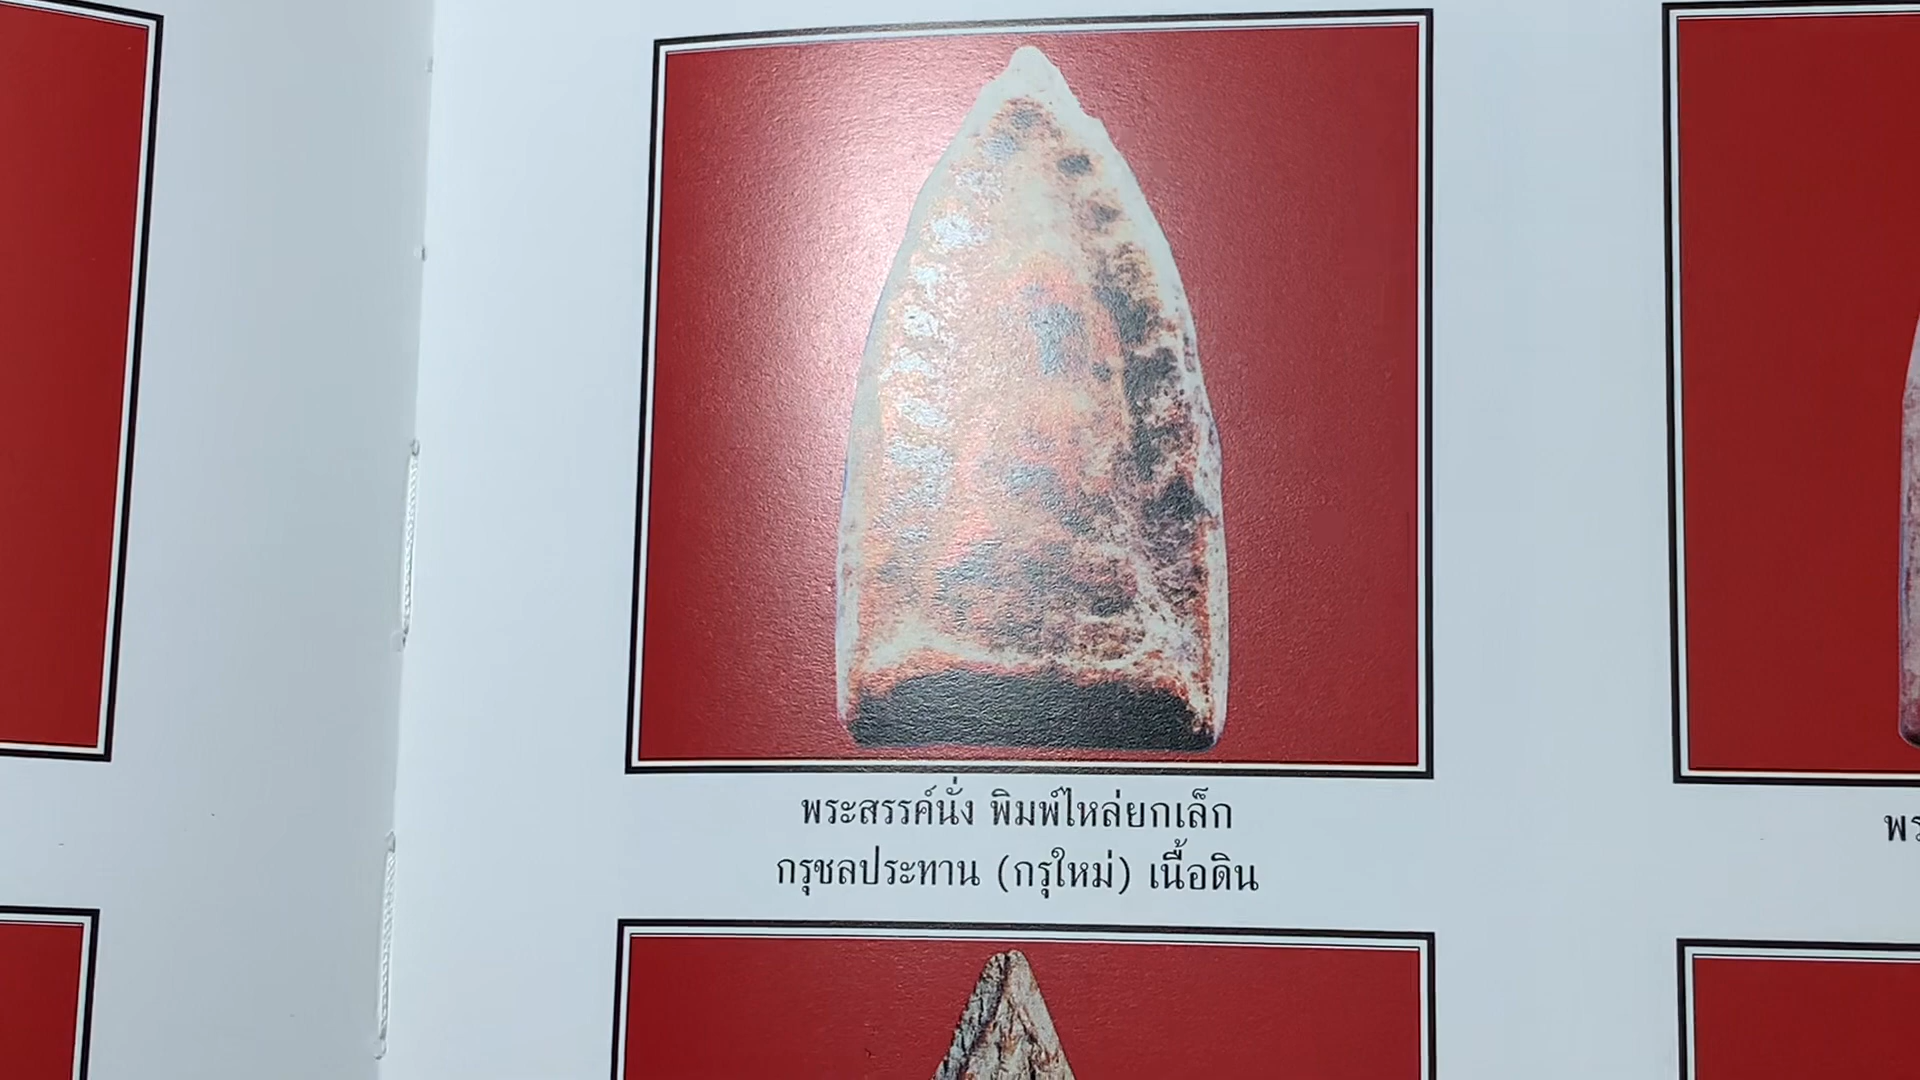 พระสรรค์นั่ง พิมพ์ไหล่ยกเล็ก
กรุชลประทาน (กรุใหม่) เนื้อดิน